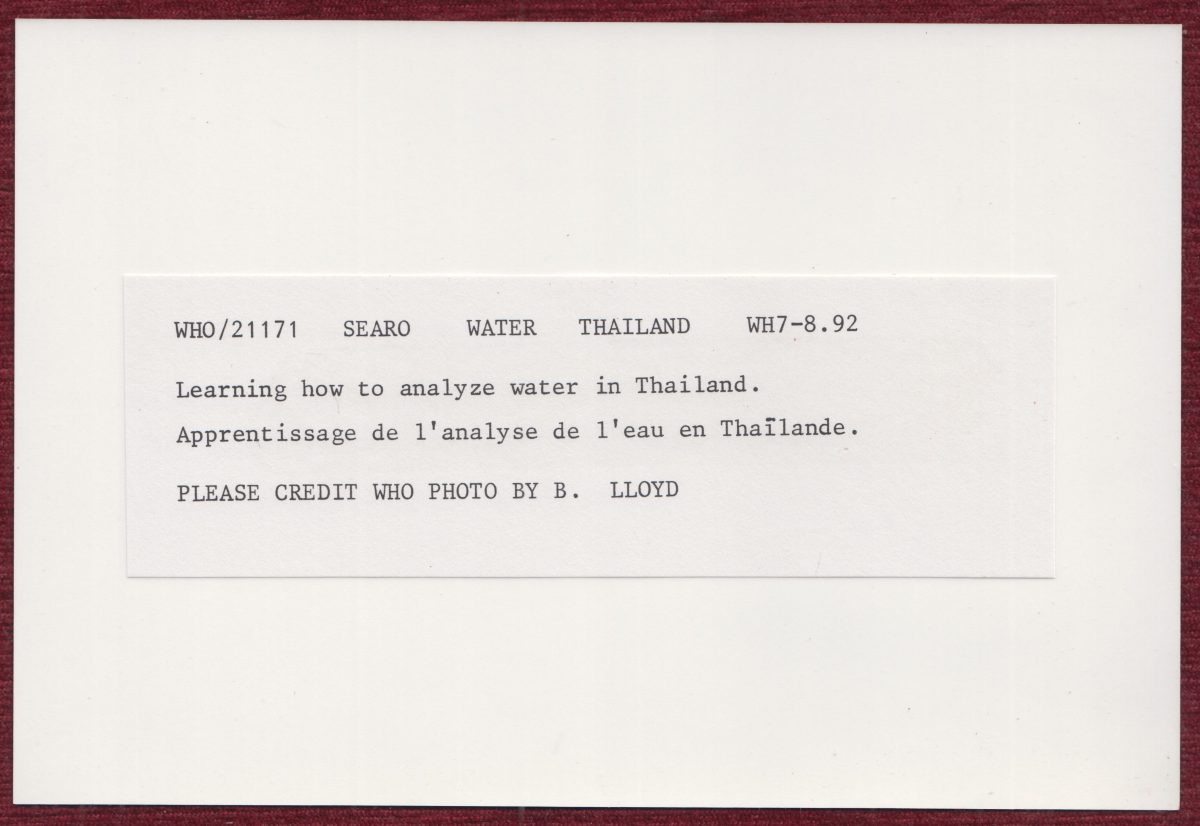 WHO/21171 SEARO WATER THAILAND WH7-8.92
Learning how to analyze water in Thailand.
Apprentissage de l'analyse de l'eau en Thaïlande.
PLEASE CREDIT WHO PHOTO BY B. LLOYD